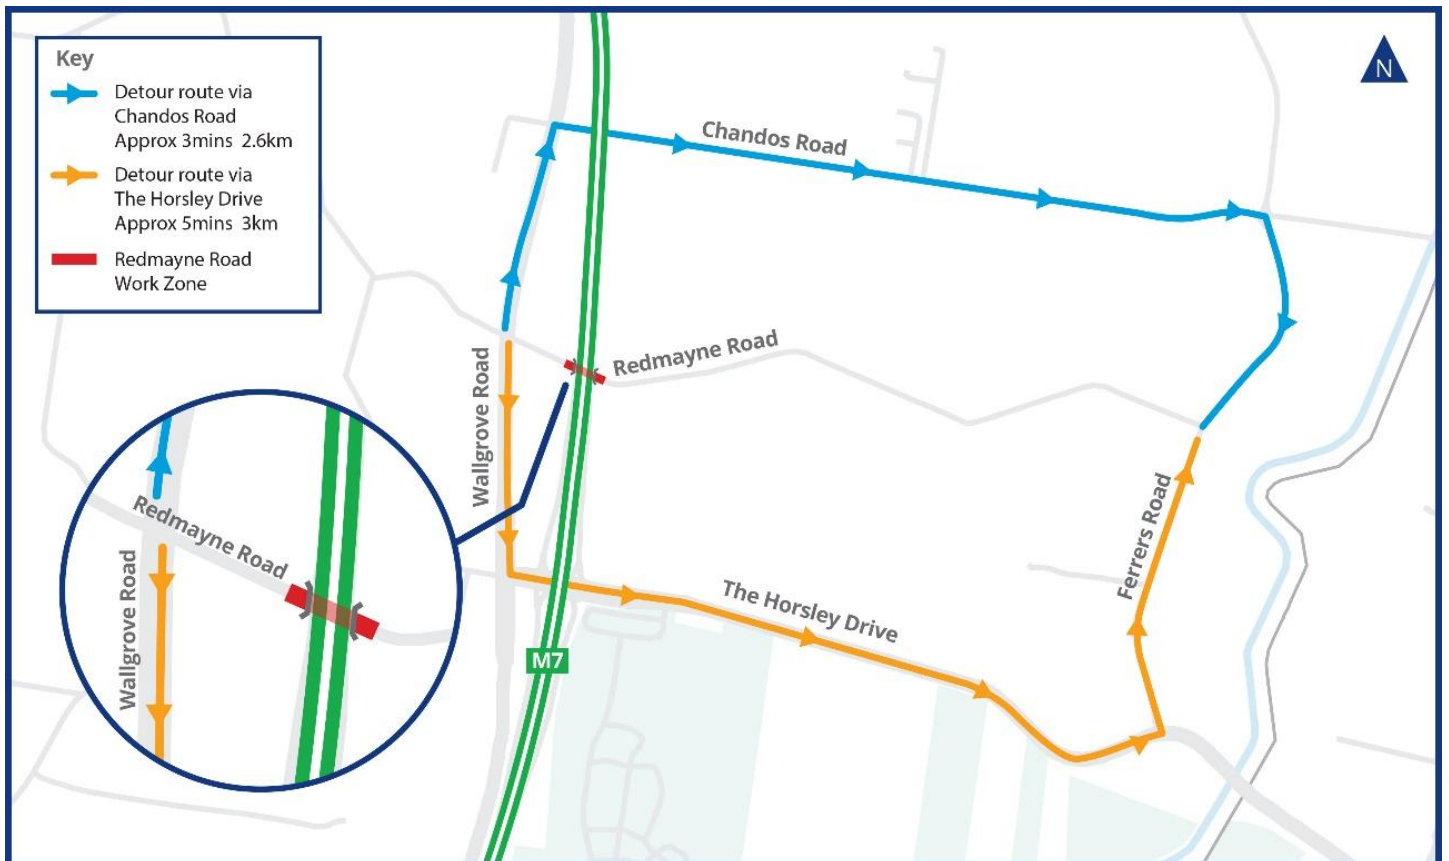 Key
Detour route via
Chandos Road
Approx 3mins 2.6km
Detour route via
The Horsley Drive
Approx 5mins 3km
Redmayne Road
Work Zone
N
Chandos Road
Redmayne Road
Wallgrove Road
Redmayne Road
Wallgrove Road
Ferrers Road
The Horsley Drive
M7